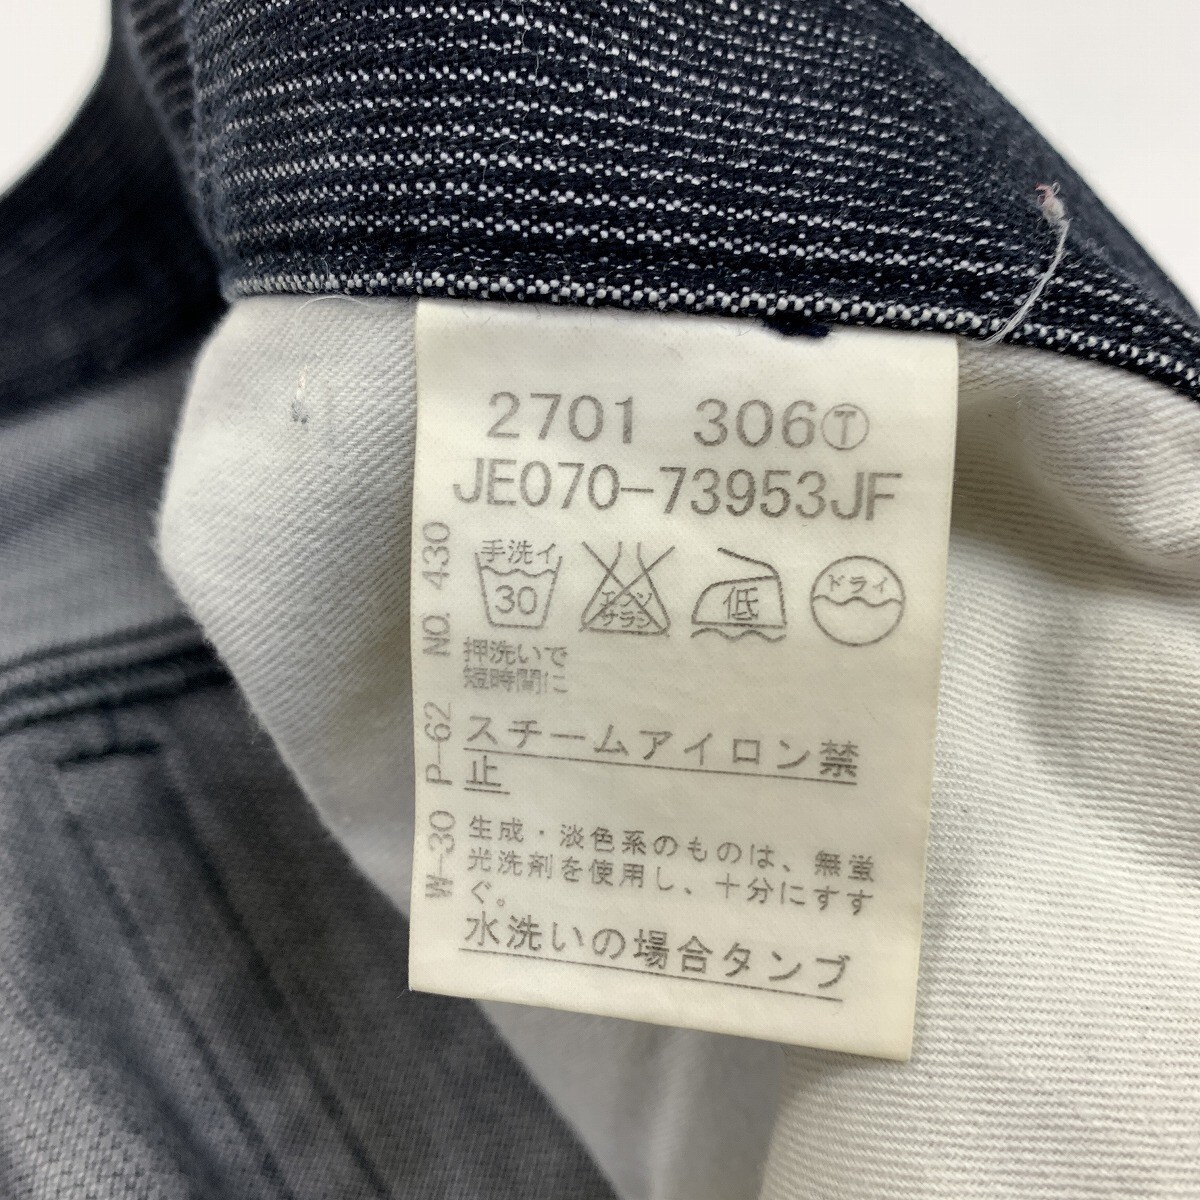 2701 306Ⓣ
JE070-73953JF
手洗イ
30
エンソ
サラシ
低
ドライ
押洗いで
短時間に
スチームアイロン禁
止
生成・淡色系のものは、無蛍
光洗剤を使用し、十分にすす
ぐ。
水洗いの場合タンブ
W-30 P-62 NO. 430